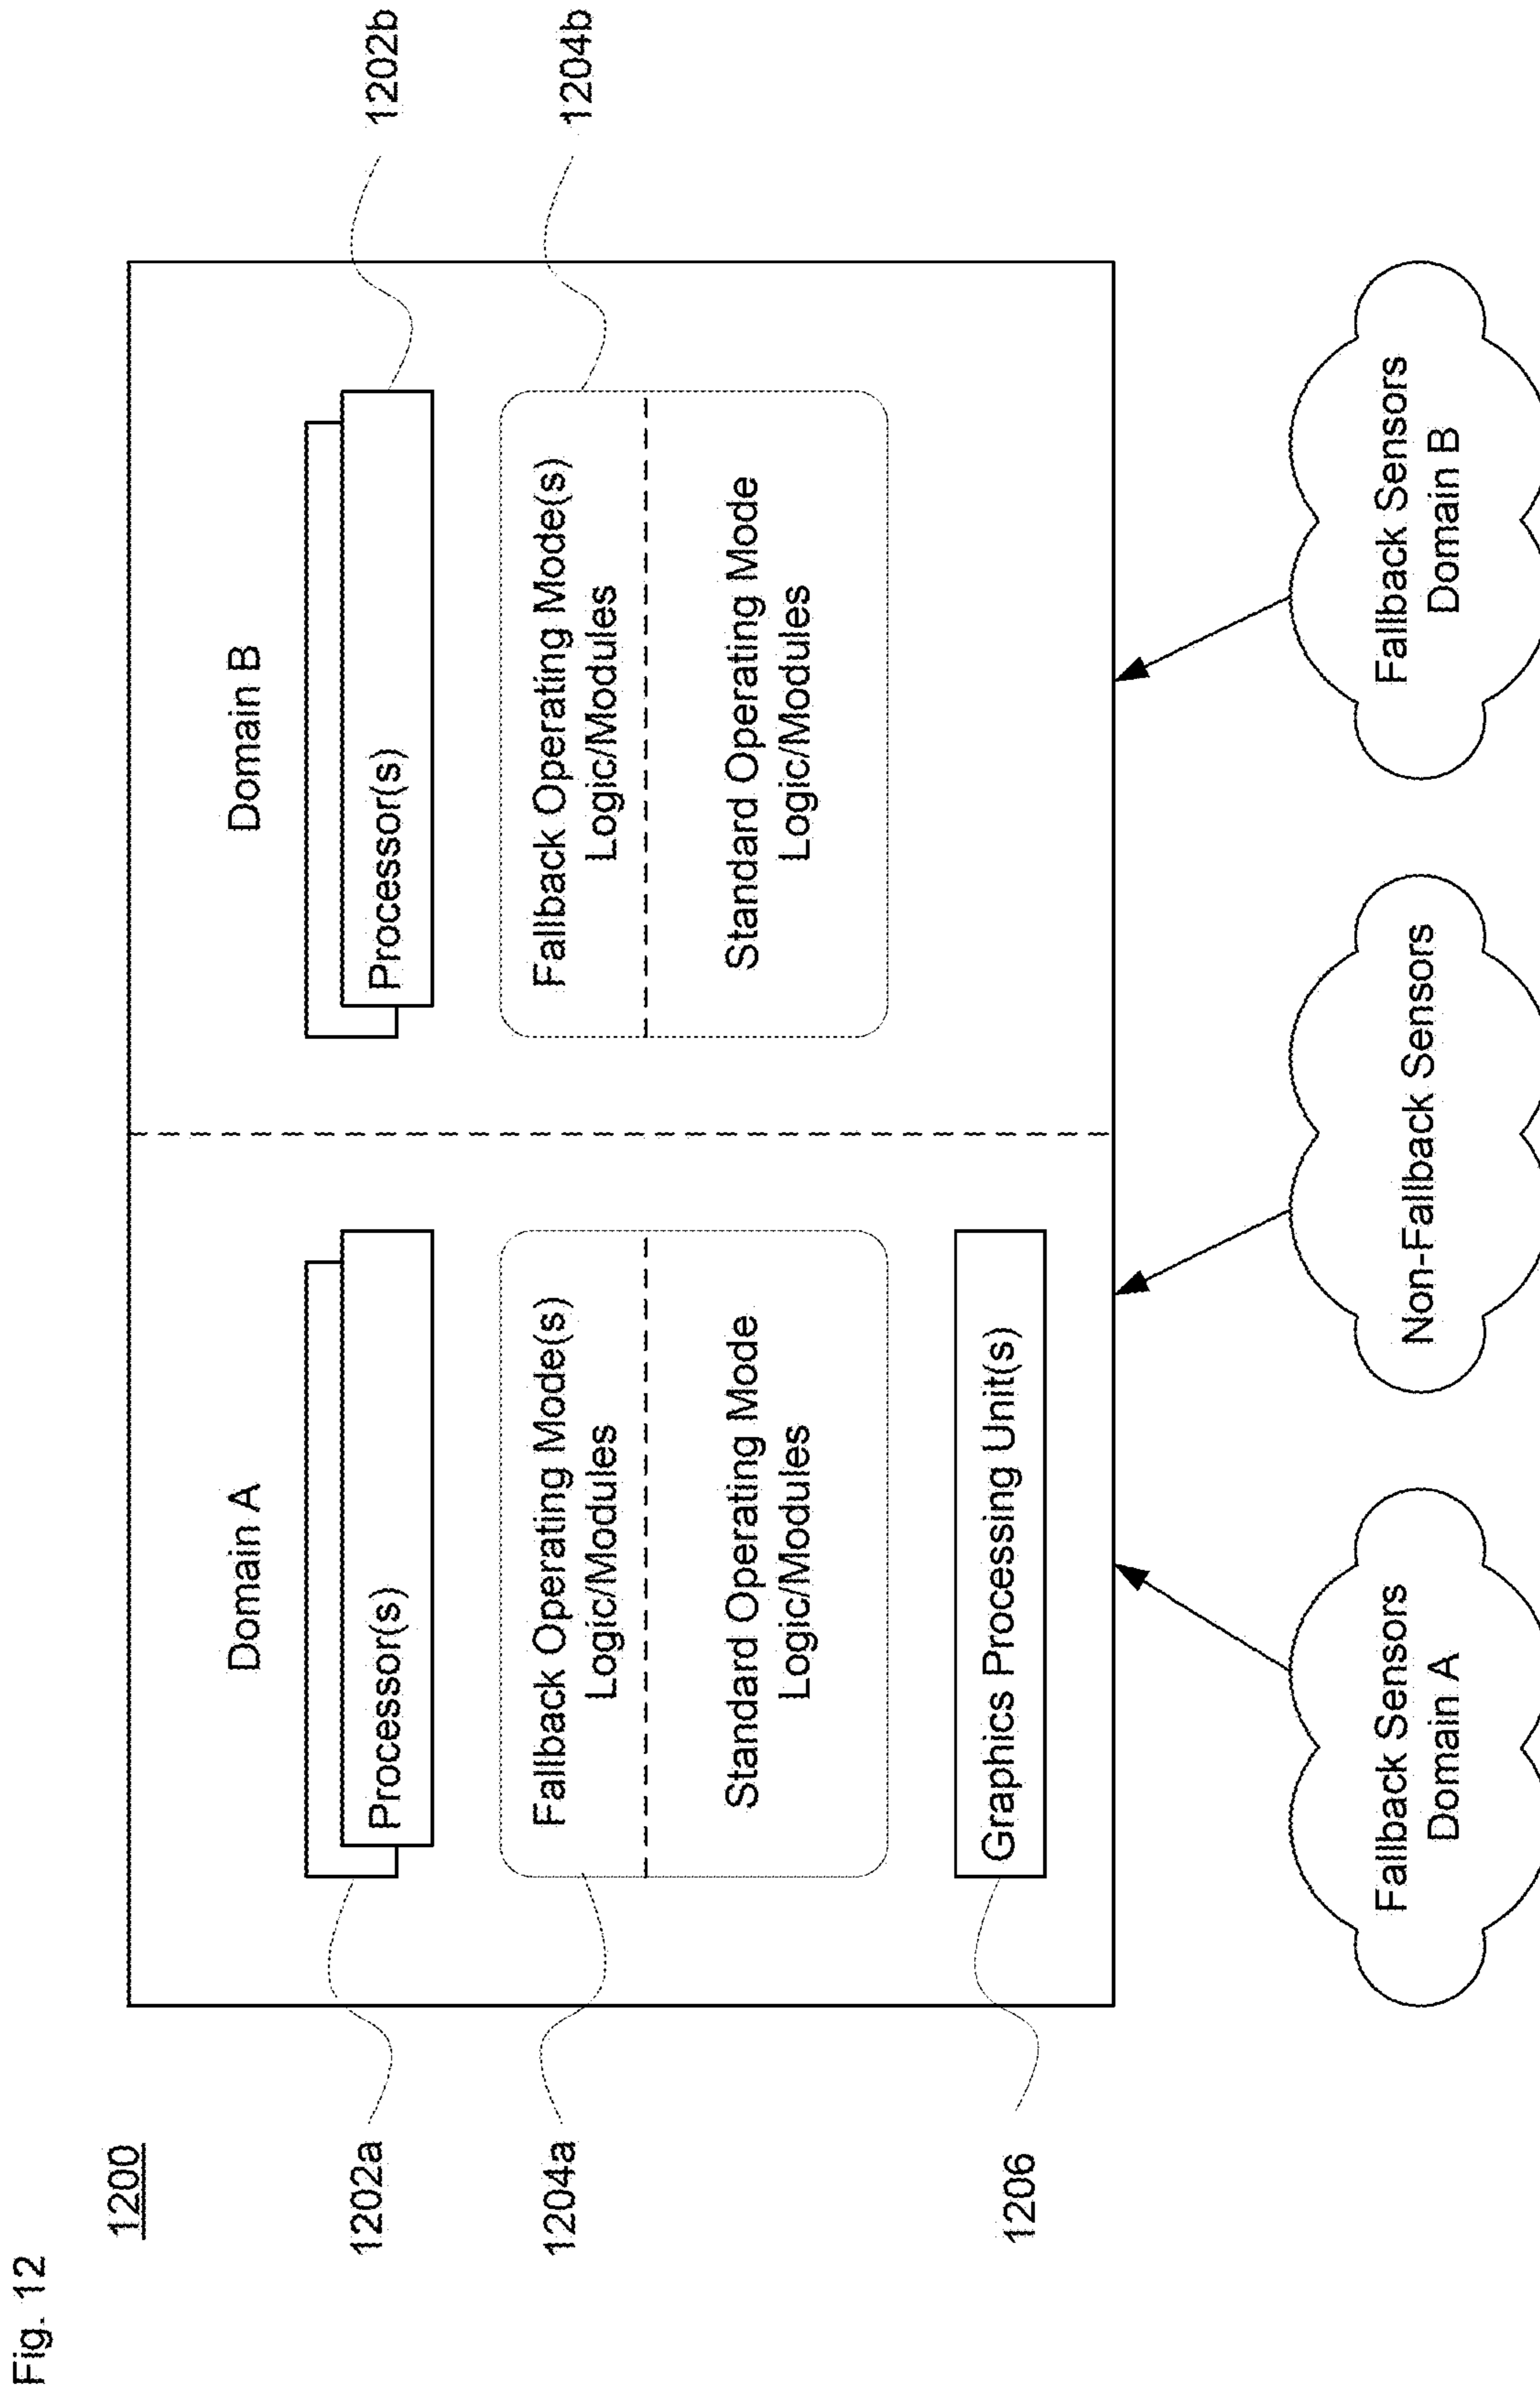 Fig. 12
1200
Domain A
Domain B
1202a
Processor(s)
Processor(s)
1202b
1204a
Fallback Operating Mode(s)
Logic/Modules
Standard Operating Mode
Logic/Modules
Fallback Operating Mode(s)
Logic/Modules
Standard Operating Mode
Logic/Modules
1204b
1206
Graphics Processing Unit(s)
Fallback Sensors
Domain A
Non-Fallback Sensors
Fallback Sensors
Domain B